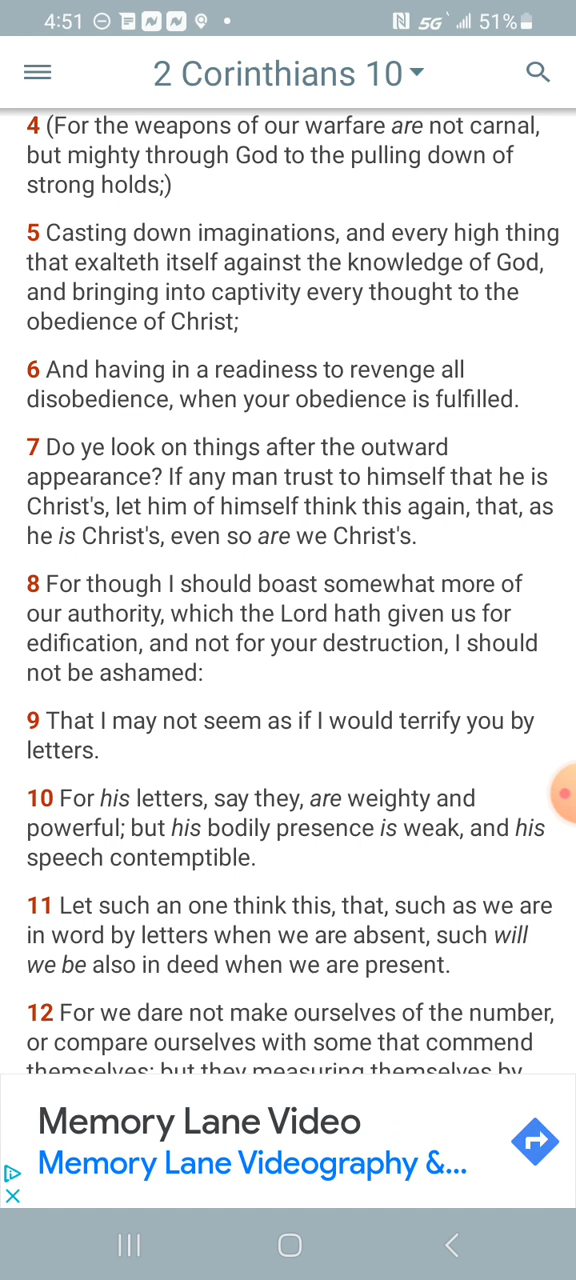 4:51
N 5G 51%
2 Corinthians 10
4 (For the weapons of our warfare are not carnal,
but mighty through God to the pulling down of
strong holds;)
5 Casting down imaginations, and every high thing
that exalteth itself against the knowledge of God,
and bringing into captivity every thought to the
obedience of Christ;
6 And having in a readiness to revenge all
disobedience, when your obedience is fulfilled.
7 Do ye look on things after the outward
appearance? If any man trust to himself that he is
Christ's, let him of himself think this again, that, as
he is Christ's, even so are we Christ's.
8 For though I should boast somewhat more of
our authority, which the Lord hath given us for
edification, and not for your destruction, I should
not be ashamed:
9 That I may not seem as if I would terrify you by
letters.
10 For his letters, say they, are weighty and
powerful; but his bodily presence is weak, and his
speech contemptible.
11 Let such an one think this, that, such as we are
in word by letters when we are absent, such will
we be also in deed when we are present.
12 For we dare not make ourselves of the number,
or compare ourselves with some that commend
themselves: but they measuring themselves by
Memory Lane Video
Memory Lane Videography &...